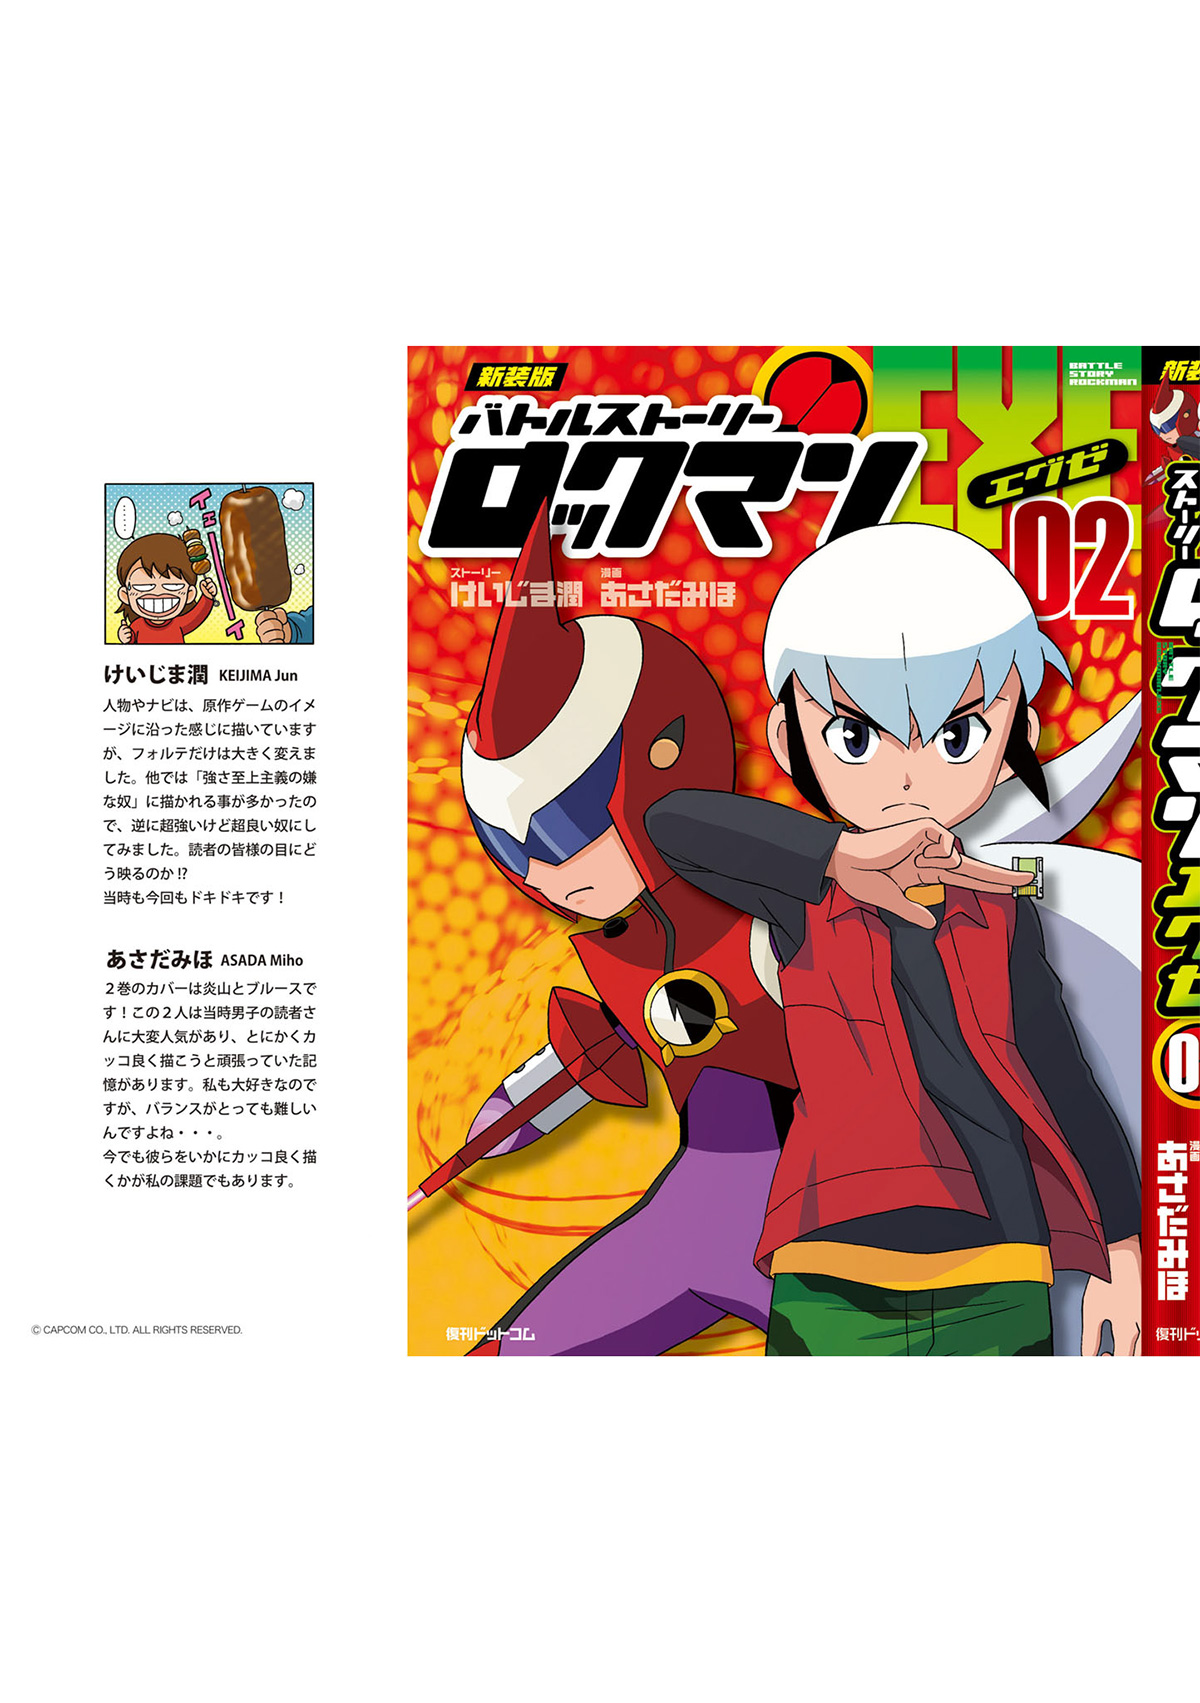 イェーーーイ
・・・・・
けいじま潤 KEIJIMA Jun
人物やナビは、原作ゲームのイメ
ージに沿った感じに描いています
が、フォルテだけは大きく変えま
した。他では「強さ至上主義の嫌
な奴」に描かれる事が多かったの
で、逆に超強いけど超良い奴にし
てみました。読者の皆様の目にど
う映るのか!?
当時も今回もドキドキです！
あさだみほ ASADA Miho
２巻のカバーは炎山とブルースで
す！この２人は当時男子の読者さ
んに大変人気があり、とにかくカ
ッコ良く描こうと頑張っていた記
憶があります。私も大好きなので
すが、バランスがとっても難しい
んですよね・・・。
今でも彼らをいかにカッコ良く描
くかが私の課題でもあります。
© CAPCOM CO., LTD. ALL RIGHTS RESERVED.
新装版
バトルストーリー
ロックマン
EXE
エグゼ
BATTLE
STORY
ROCKMAN
02
ストーリー
けいじま潤
漫画
あさだみほ
復刊ドットコム
新装
ストーリー
ロックマン
エグゼ
0
漫画
あさだみほ
復刊ドッ